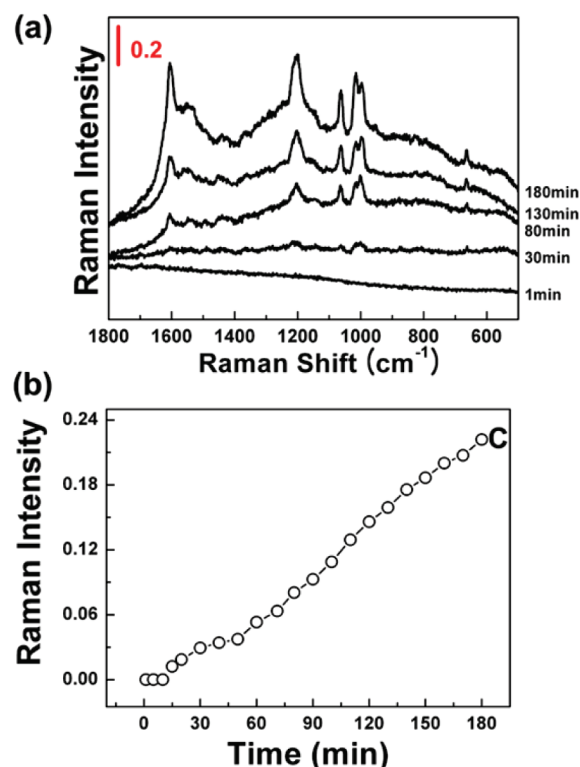 (a)
0.2
Raman Intensity
180min
130min
80min
30min
1min
1800 1600 1400 1200 1000 800 600
Raman Shift (cm-1)
(b)
0.24
0.18
0.12
0.06
0.00
Raman Intensity
C
0 30 60 90 120 150 180
Time (min)